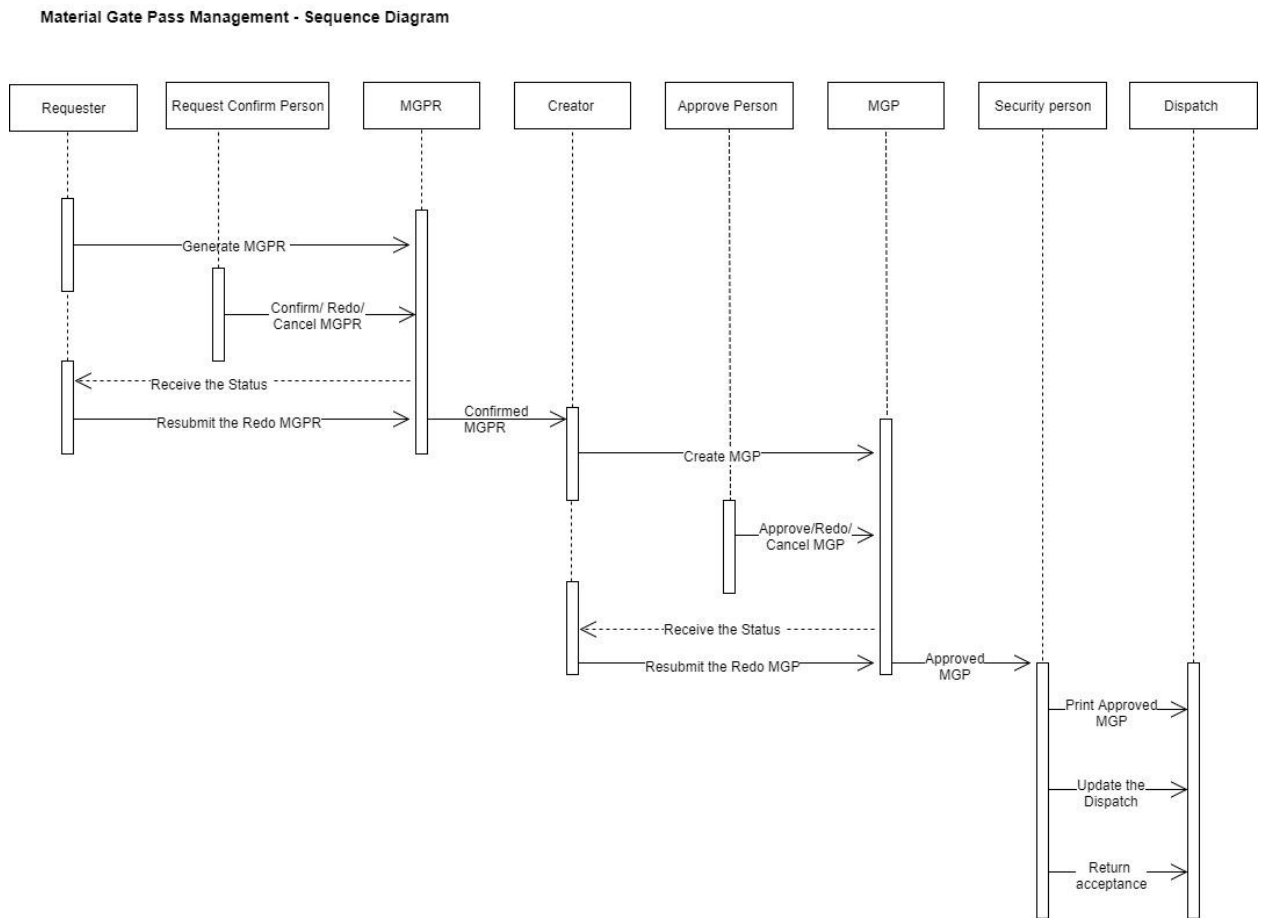 Material Gate Pass Management - Sequence Diagram
Requester
Request Confirm Person
MGPR
Creator
Approve Person
MGP
Security person
Dispatch
Generate MGPR
Confirm/ Redo/
Cancel MGPR
Receive the Status
Resubmit the Redo MGPR
Confirmed
MGPR
Create MGP
Approve/Redo/
Cancel MGP
Receive the Status
Resubmit the Redo MGP
Approved
MGP
Print Approved
MGP
Update the
Dispatch
Return
acceptance